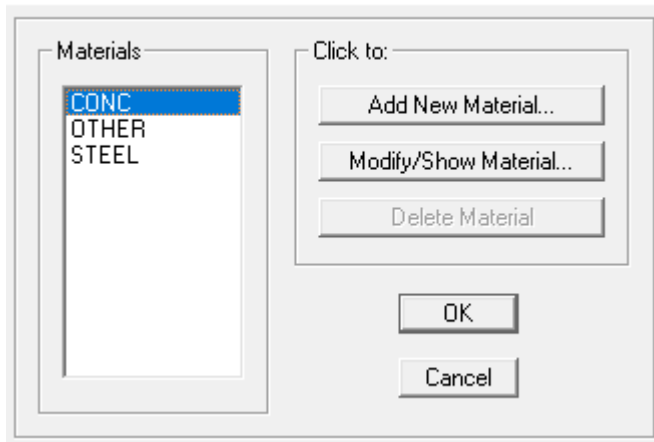 Materials
CONC
OTHER
STEEL
Click to:
Add New Material...
Modify/Show Material...
Delete Material
OK
Cancel